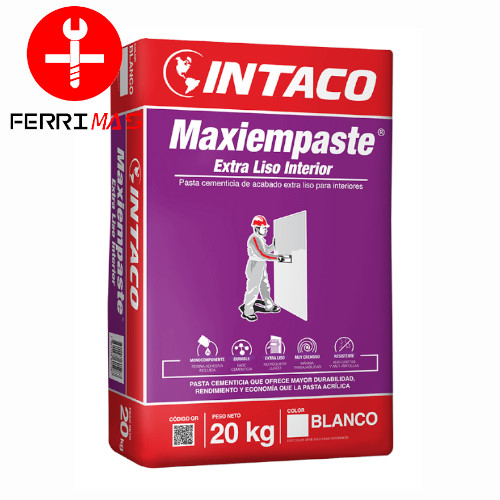 FERRIMAS
BLANCO
INTACO
Maxiempaste®
Extra Liso Interior
Pasta cementicia de acabado extra liso para interiores
MONOCOMPONENTE
DURABLE
EXTRA LISO
MUY CREMOSO
RESISTENTE
PASTA CEMENTICIA QUE OFRECE MAYOR DURABILIDAD,
RENDIMIENTO Y ECONOMÍA QUE LA PASTA ACRÍLICA
CÓDIGO QR
PESO NETO
20 kg
COLOR
BLANCO
INTACO
Maxiempaste®
Extra Liso Interior
20 kg